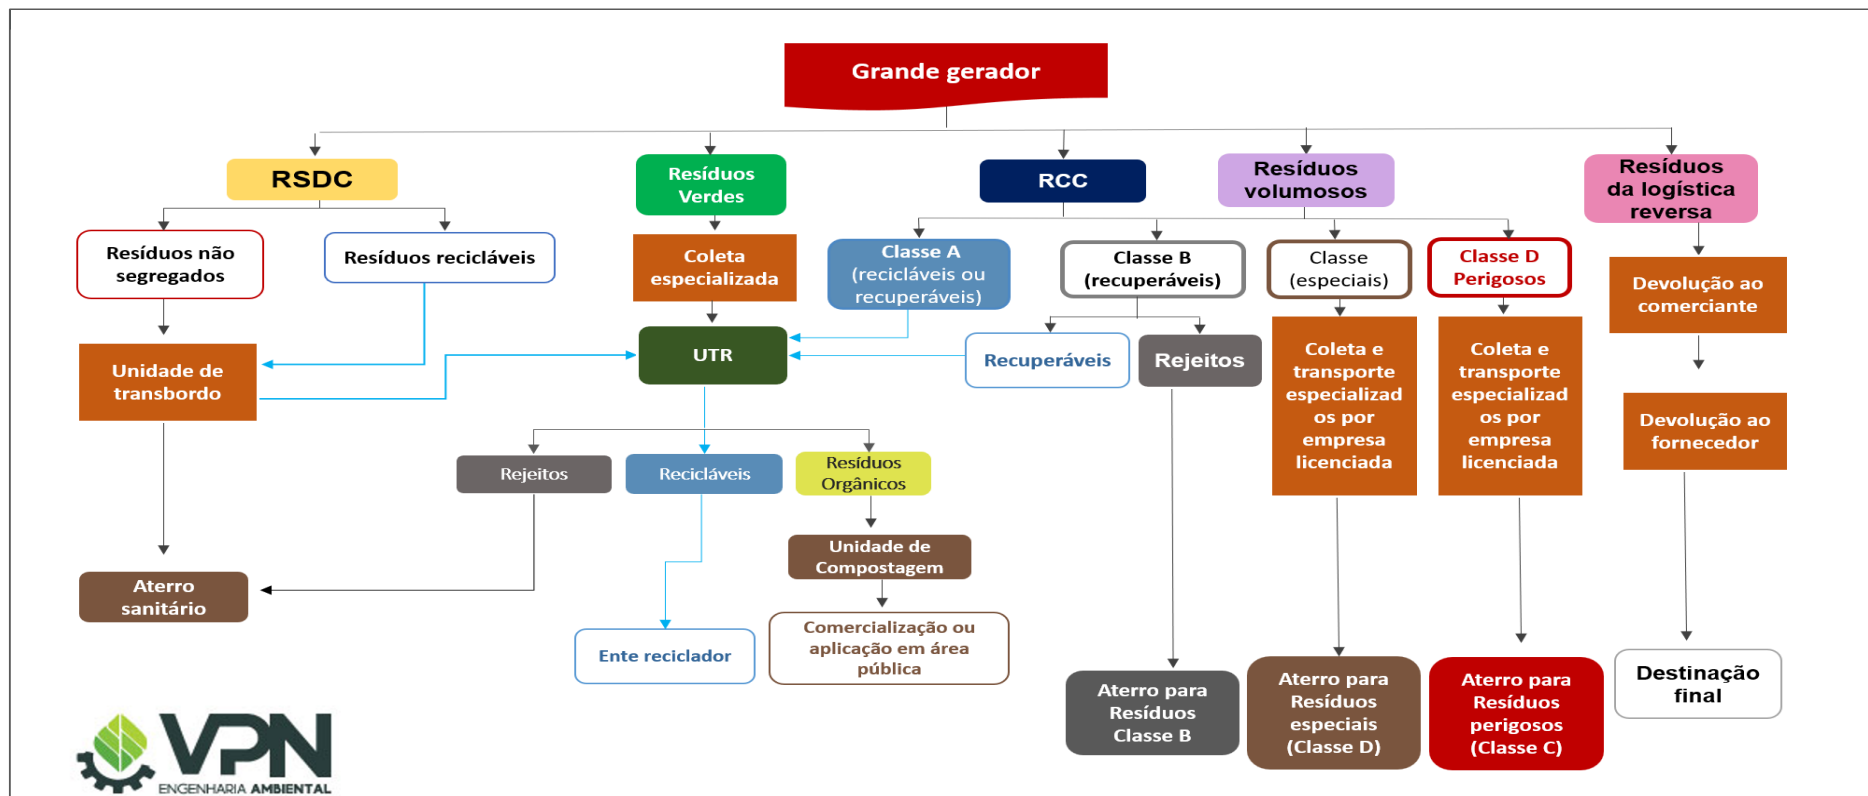 Grande gerador
RSDC
Resíduos
Verdes
RCC
Resíduos
volumosos
Resíduos
da logística
reversa
Resíduos não
segregados
Resíduos recicláveis
Coleta
especializada
Classe A
(recicláveis ou
recuperáveis)
Classe B
(recuperáveis)
Classe
(especiais)
Classe D
Perigosos
Devolução ao
comerciante
Unidade de
transbordo
UTR
Recuperáveis
Rejeitos
Coleta e
transporte
especializad
os por
empresa
licenciada
Coleta e
transporte
especializad
os por
empresa
licenciada
Devolução ao
fornecedor
Rejeitos
Recicláveis
Resíduos
Orgânicos
Unidade de
Compostagem
Aterro
sanitário
Ente reciclador
Comercialização ou
aplicação em área
pública
Aterro para
Resíduos
Classe B
Aterro para
Resíduos
especiais
(Classe D)
Aterro para
Resíduos
perigosos
(Classe C)
Destinação
final
VPN
ENGENHARIA AMBIENTAL